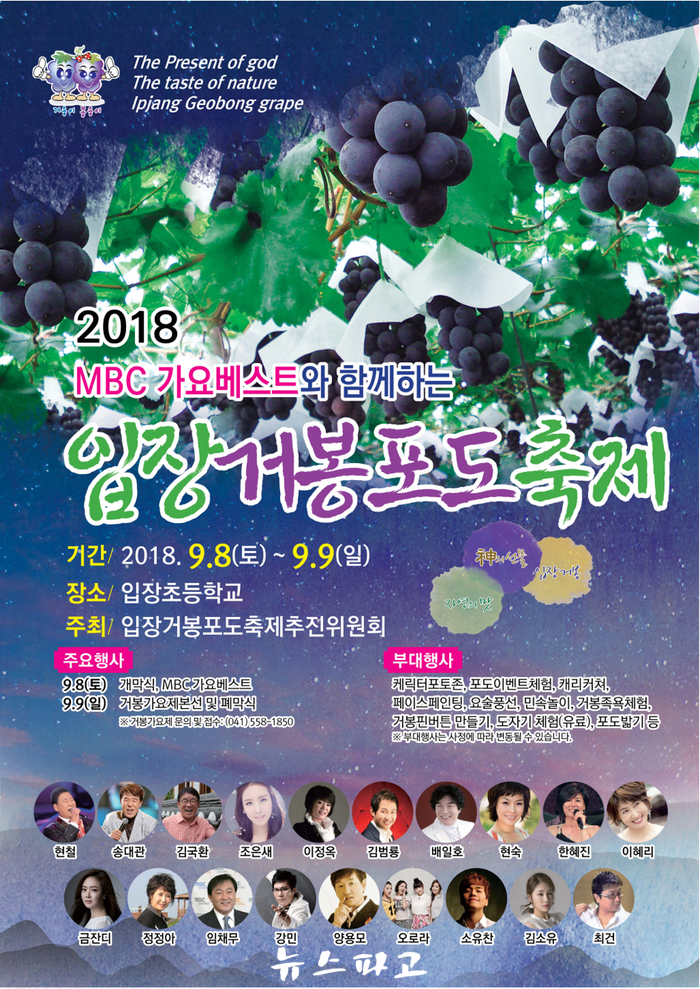 The Present of god
The taste of nature
Ipjang Geobong grape
거봉이 봉봉이
2018
MBC 가요베스트와 함께하는
입장거봉포도축제
거간/ 2018. 9.8(토) ~ 9.9(일)
장소/ 입장초등학교
주최/ 입장거봉포도축제추진위원회
神의 선물
입장 거봉
자연의 맛
주요행사
9.8(토) 개막식, MBC 가요베스트
9.9(일) 거봉가요제본선 및 폐막식
※ 거봉가요제 문의 및 접수: (041) 558-1850
부대행사
케릭터포토존, 포도이벤트체험, 캐리커쳐,
페이스페인팅, 요술풍선, 민속놀이, 거봉족욕체험,
거봉핀버튼 만들기, 도자기 체험(유료), 포도밟기 등
※ 부대행사는 사정에 따라 변동될 수 있습니다.
현철 송대관 김국환 조은새 이정옥 김범룡 배일호 현숙 한혜진 이혜리
금잔디 정정아 임채무 강민 양용모 오로라 소유찬 김소유 최건
뉴스파고